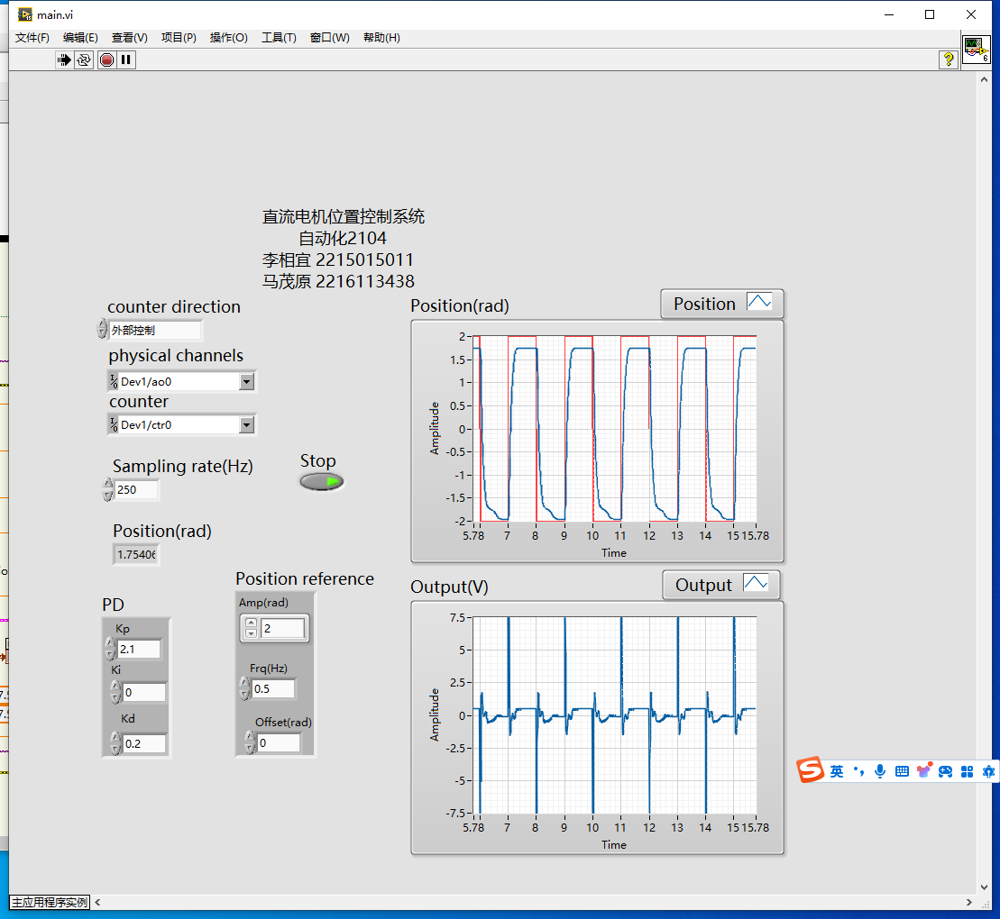 main.vi
文件(F) 编辑(E) 查看(V) 项目(P) 操作(O) 工具(T) 窗口(W) 帮助(H)
?
6
直流电机位置控制系统
自动化2104
李相宜 2215015011
马茂原 2216113438
counter direction
外部控制
physical channels
Dev1/ao0
counter
Dev1/ctr0
Sampling rate(Hz)
250
Stop
Position(rad)
1.75406
PD
Kp
2.1
Ki
0
Kd
0.2
Position reference
Amp(rad)
2
Frq(Hz)
0.5
Offset(rad)
0
Position(rad)
Position
2
1.5
1
0.5
0
-0.5
-1
-1.5
-2
Amplitude
5.78 7 8 9 10 11 12 13 14 15 15.78
Time
Output(V)
Output
7.5
5
2.5
0
-2.5
-5
-7.5
Amplitude
5.78 7 8 9 10 11 12 13 14 15 15.78
Time
英
主应用程序实例